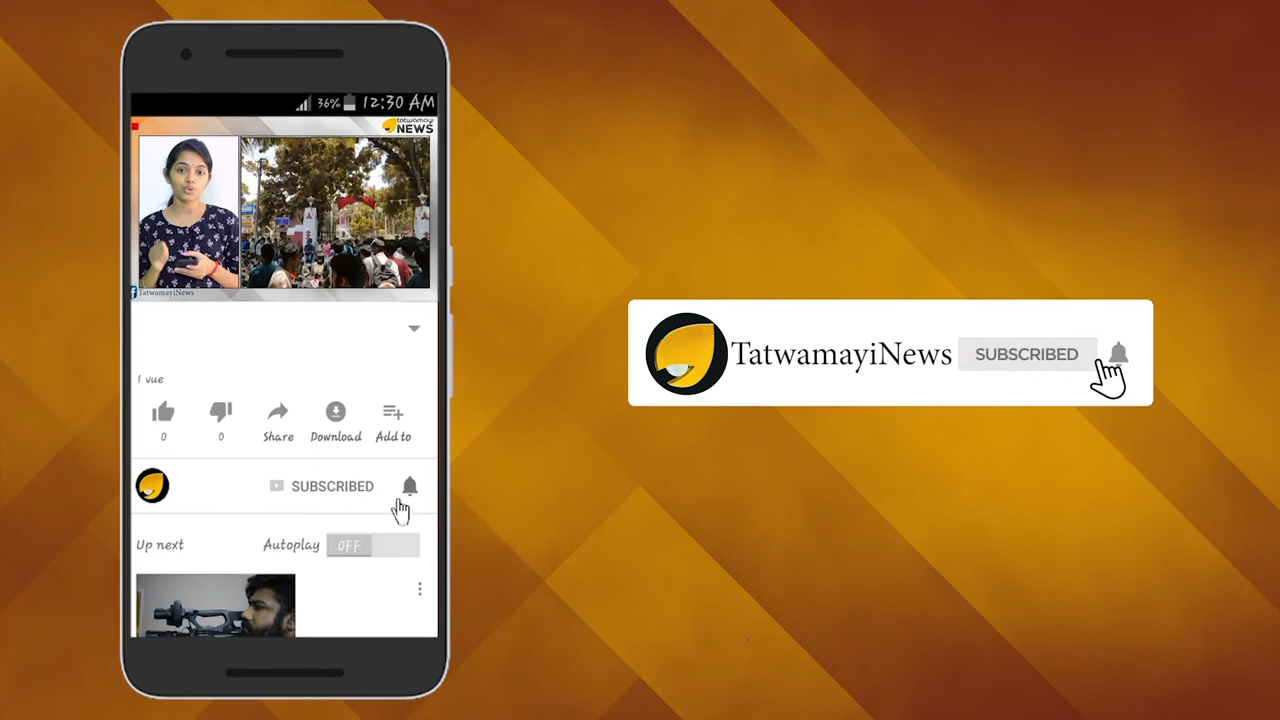 36% 12:30 AM
tatwamayi
NEWS
TatwamayiNews
1 vue
0 0 Share Download Add to
SUBSCRIBED
Up next Autoplay OFF
TatwamayiNews SUBSCRIBED